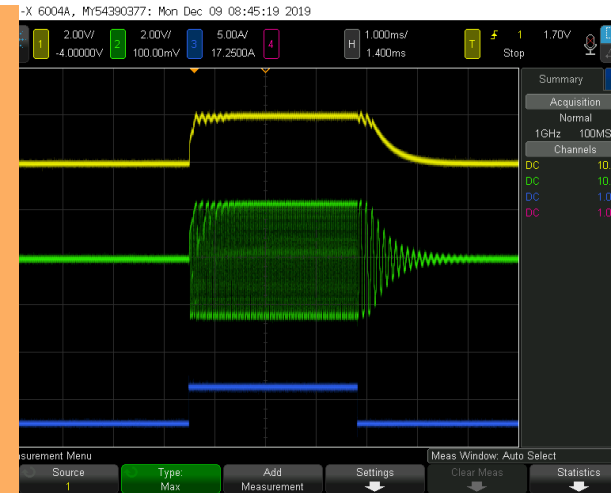 -X 6004A, MY54390377: Mon Dec 09 08:45:19 2019
1 2.00V/ -4.00000V
2 2.00V/ 100.00mV
3 5.00A/ 17.2500A
4
H 1.000ms/ 1.400ms
T 1 1.70V Stop
Summary
Acquisition
Normal
1GHz 100MS
Channels
DC 10.
DC 10.
DC 1.0
DC 1.0
surement Menu
Meas Window: Auto Select
Source
1
Type:
Max
Add
Measurement
Settings
Clear Meas
Statistics